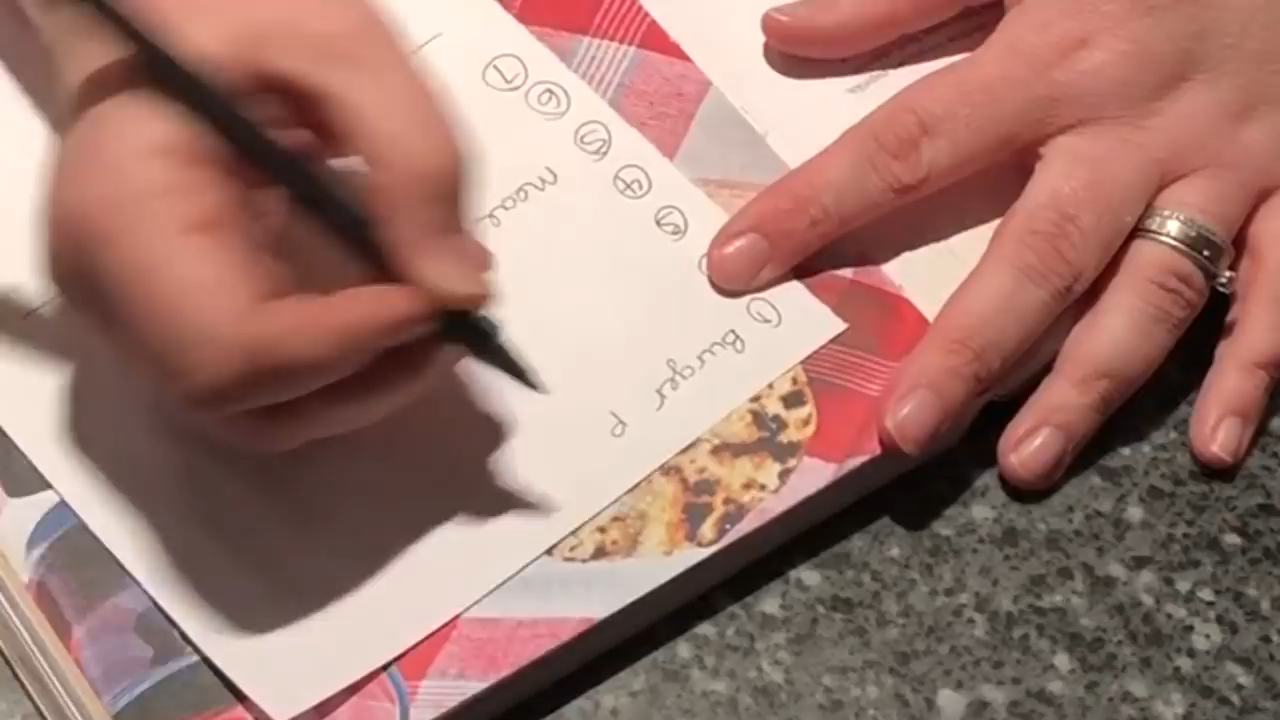 ① Burger P
③
④
⑤ Meal
⑥
⑦